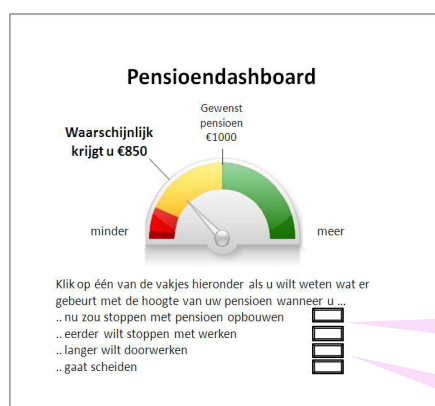 Pensioendashboard
Gewenst
pensioen
€1000
Waarschijnlijk
krijgt u €850
minder
meer
Klik op één van de vakjes hieronder als u wilt weten wat er
gebeurt met de hoogte van uw pensioen wanneer u ...
.. nu zou stoppen met pensioen opbouwen
.. eerder wilt stoppen met werken
.. langer wilt doorwerken
.. gaat scheiden